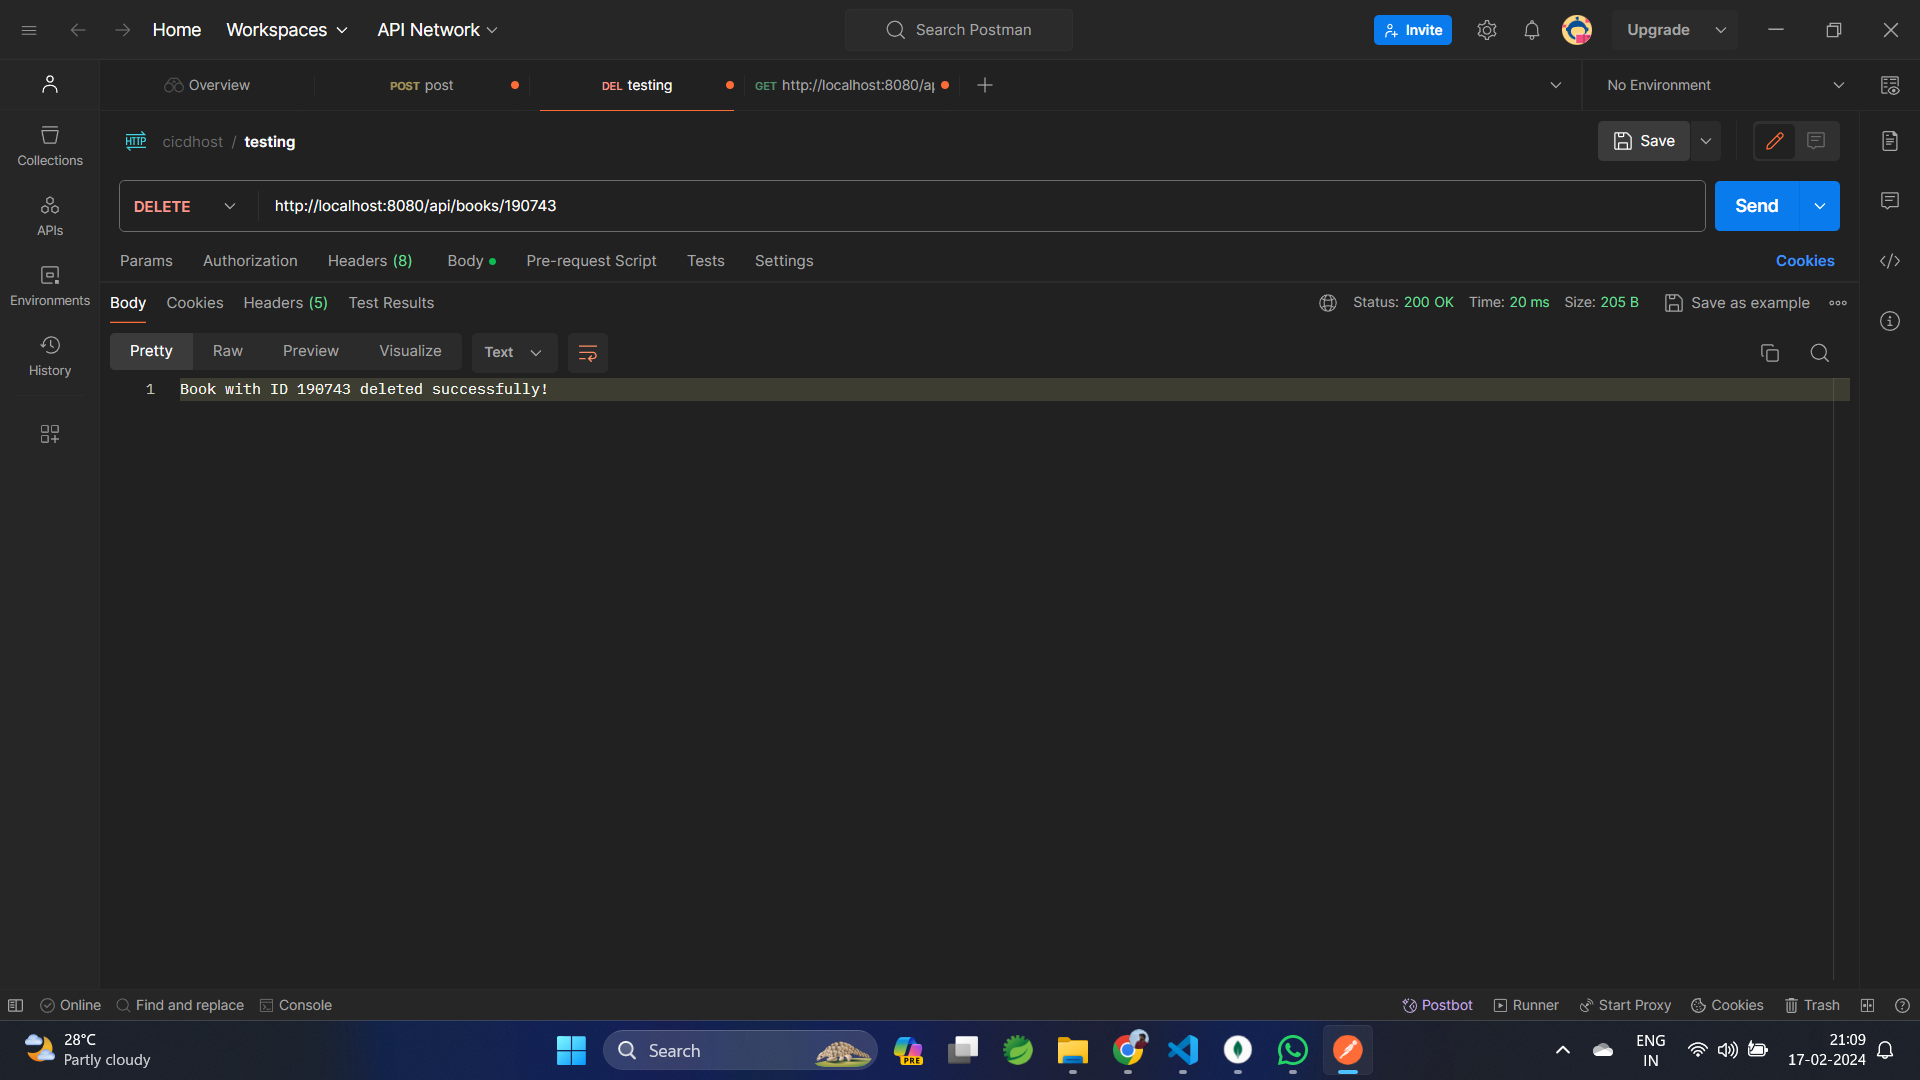 Home Workspaces API Network Search Postman Invite Upgrade
Overview POST post DEL testing GET http://localhost:8080/a No Environment
HTTP cicdhost / testing Save
Collections
DELETE http://localhost:8080/api/books/190743 Send
APIs
Params Authorization Headers (8) Body Pre-request Script Tests Settings Cookies
Environments
Body Cookies Headers (5) Test Results Status: 200 OK Time: 20 ms Size: 205 B Save as example
Pretty Raw Preview Visualize Text
History
1 Book with ID 190743 deleted successfully!
Online Find and replace Console Postbot Runner Start Proxy Cookies Trash
28°C
Partly cloudy
Search
PRE
ENG
IN
21:09
17-02-2024